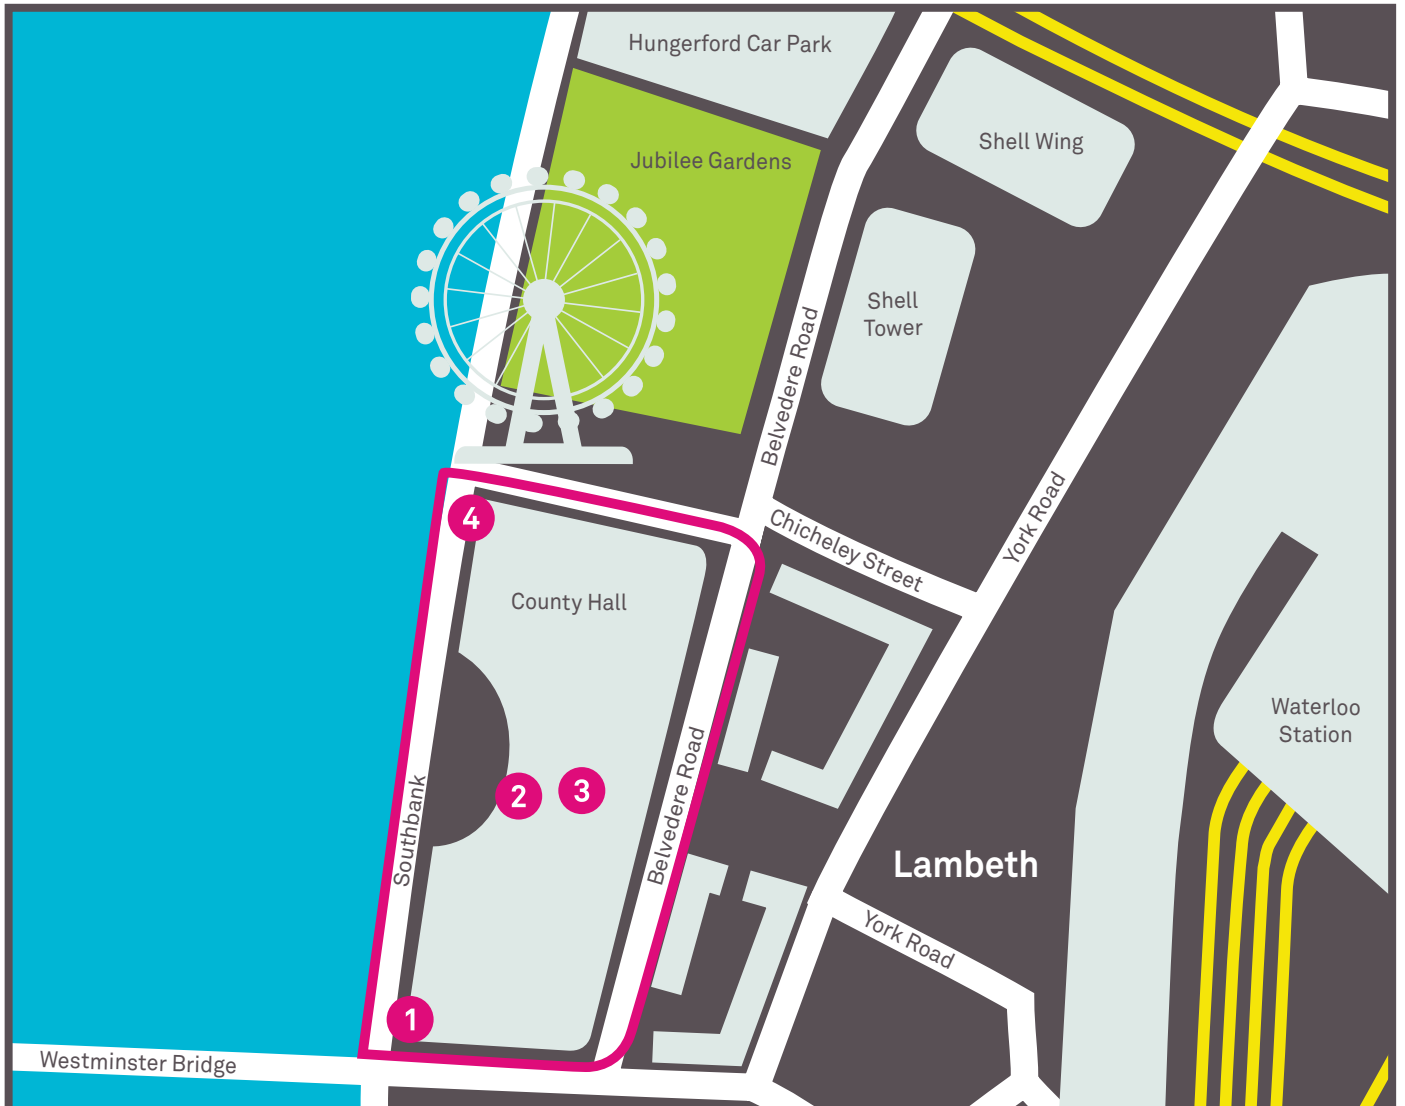 Hungerford Car Park
Jubilee Gardens
Shell Wing
Shell
Tower
Belvedere Road
York Road
4
Chicheley Street
County Hall
Waterloo
Station
2
3
Southbank
Belvedere Road
Lambeth
York Road
1
Westminster Bridge